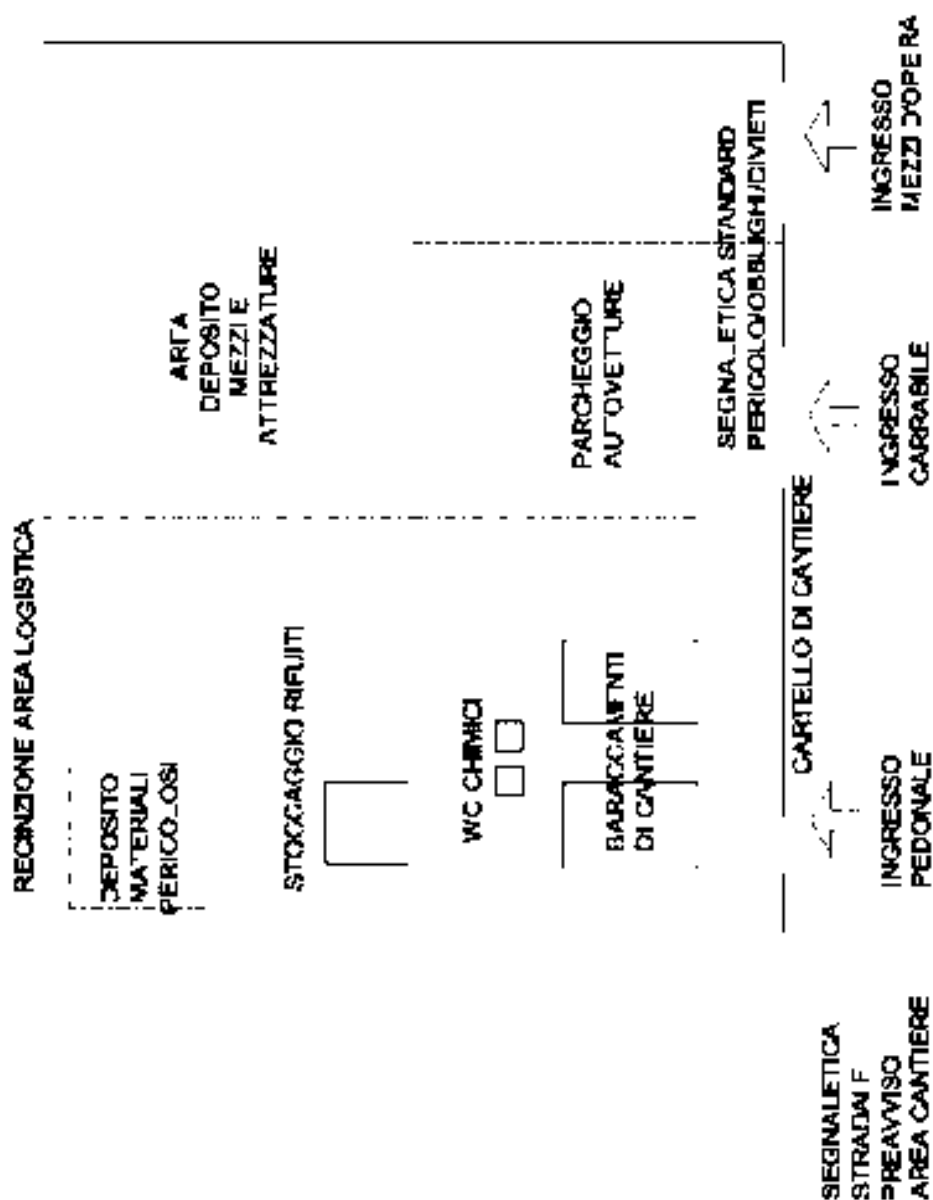 RECINZIONE AREA LOGISTICA
DEPOSITO
MATERIALI
PERICOLOSI
AREA
DEPOSITO
MEZZI E
ATTREZZATURE
STOCCAGGIO RIFIUTI
WC CHIMICI
PARCHEGGIO
AUTOVETTURE
BARACCAMENTI
DI CANTIERE
SEGNALETICA STANDARD
PERICOLO/OBBLIGHI/DIVIETI
CARTELLO DI CANTIERE
SEGNALETICA
STRADALE
PREAVVISO
AREA CANTIERE
INGRESSO
PEDONALE
INGRESSO
CARRABILE
INGRESSO
MEZZI D'OPERA